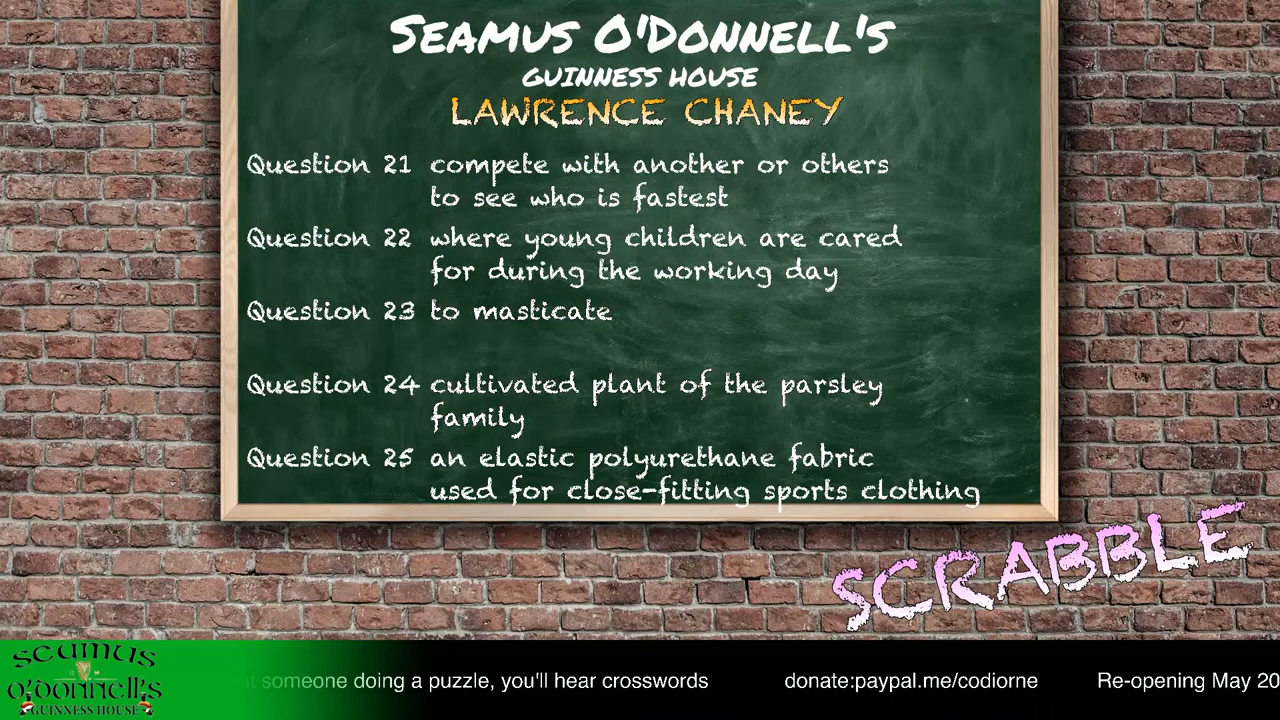 SEAMUS O'DONNELL'S
GUINNESS HOUSE
LAWRENCE CHANEY
Question 21 compete with another or others
to see who is fastest
Question 22 where young children are cared
for during the working day
Question 23 to masticate
Question 24 cultivated plant of the parsley
family
Question 25 an elastic polyurethane fabric
used for close-fitting sports clothing
SCRABBLE
seamus
o'donnell's
GUINNESS HOUSE
someone doing a puzzle, you'll hear crosswords donate:paypal.me/codiorne Re-opening May 20